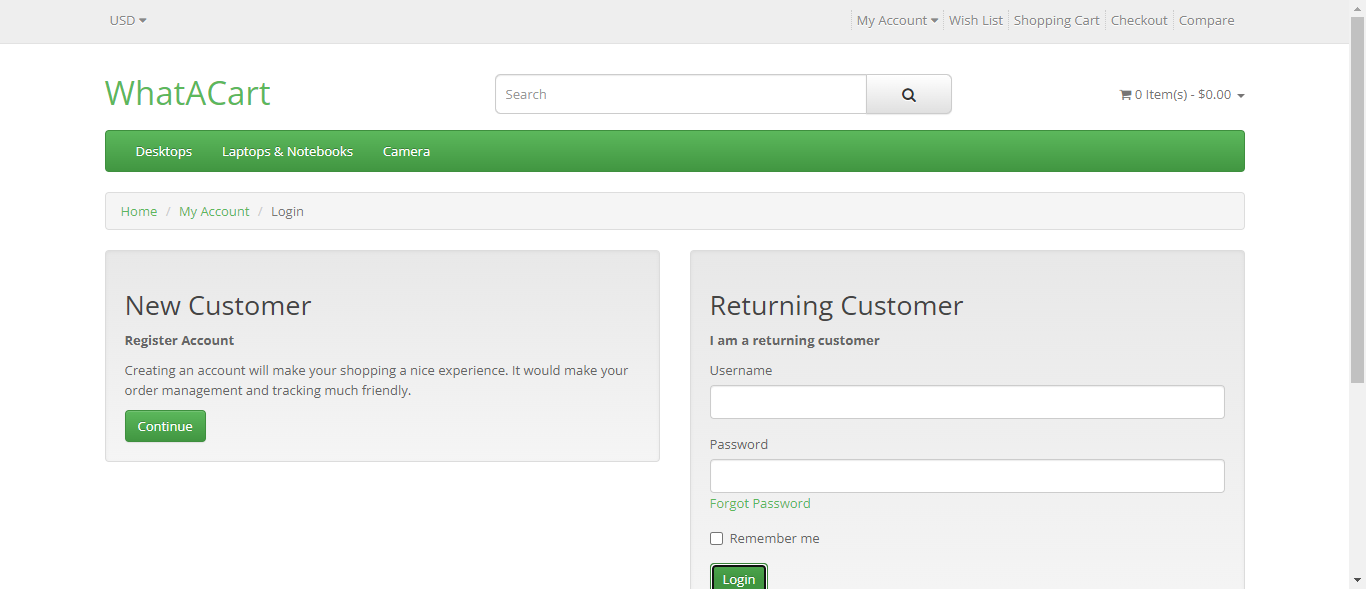 USD
My Account Wish List Shopping Cart Checkout Compare
WhatACart
Search
0 Item(s) - $0.00
Desktops Laptops & Notebooks Camera
Home / My Account / Login
New Customer
Register Account
Creating an account will make your shopping a nice experience. It would make your
order management and tracking much friendly.
Continue
Returning Customer
I am a returning customer
Username
Password
Forgot Password
Remember me
Login